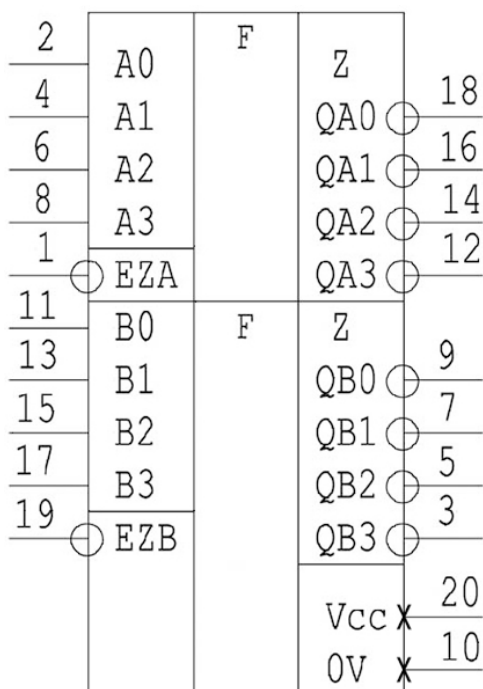 2 A0 F Z
4 A1 QA0 18
6 A2 QA1 16
8 A3 QA2 14
1 EZA QA3 12
11 B0 F Z
13 B1 QB0 9
15 B2 QB1 7
17 B3 QB2 5
19 EZB QB3 3
Vcc 20
0V 10